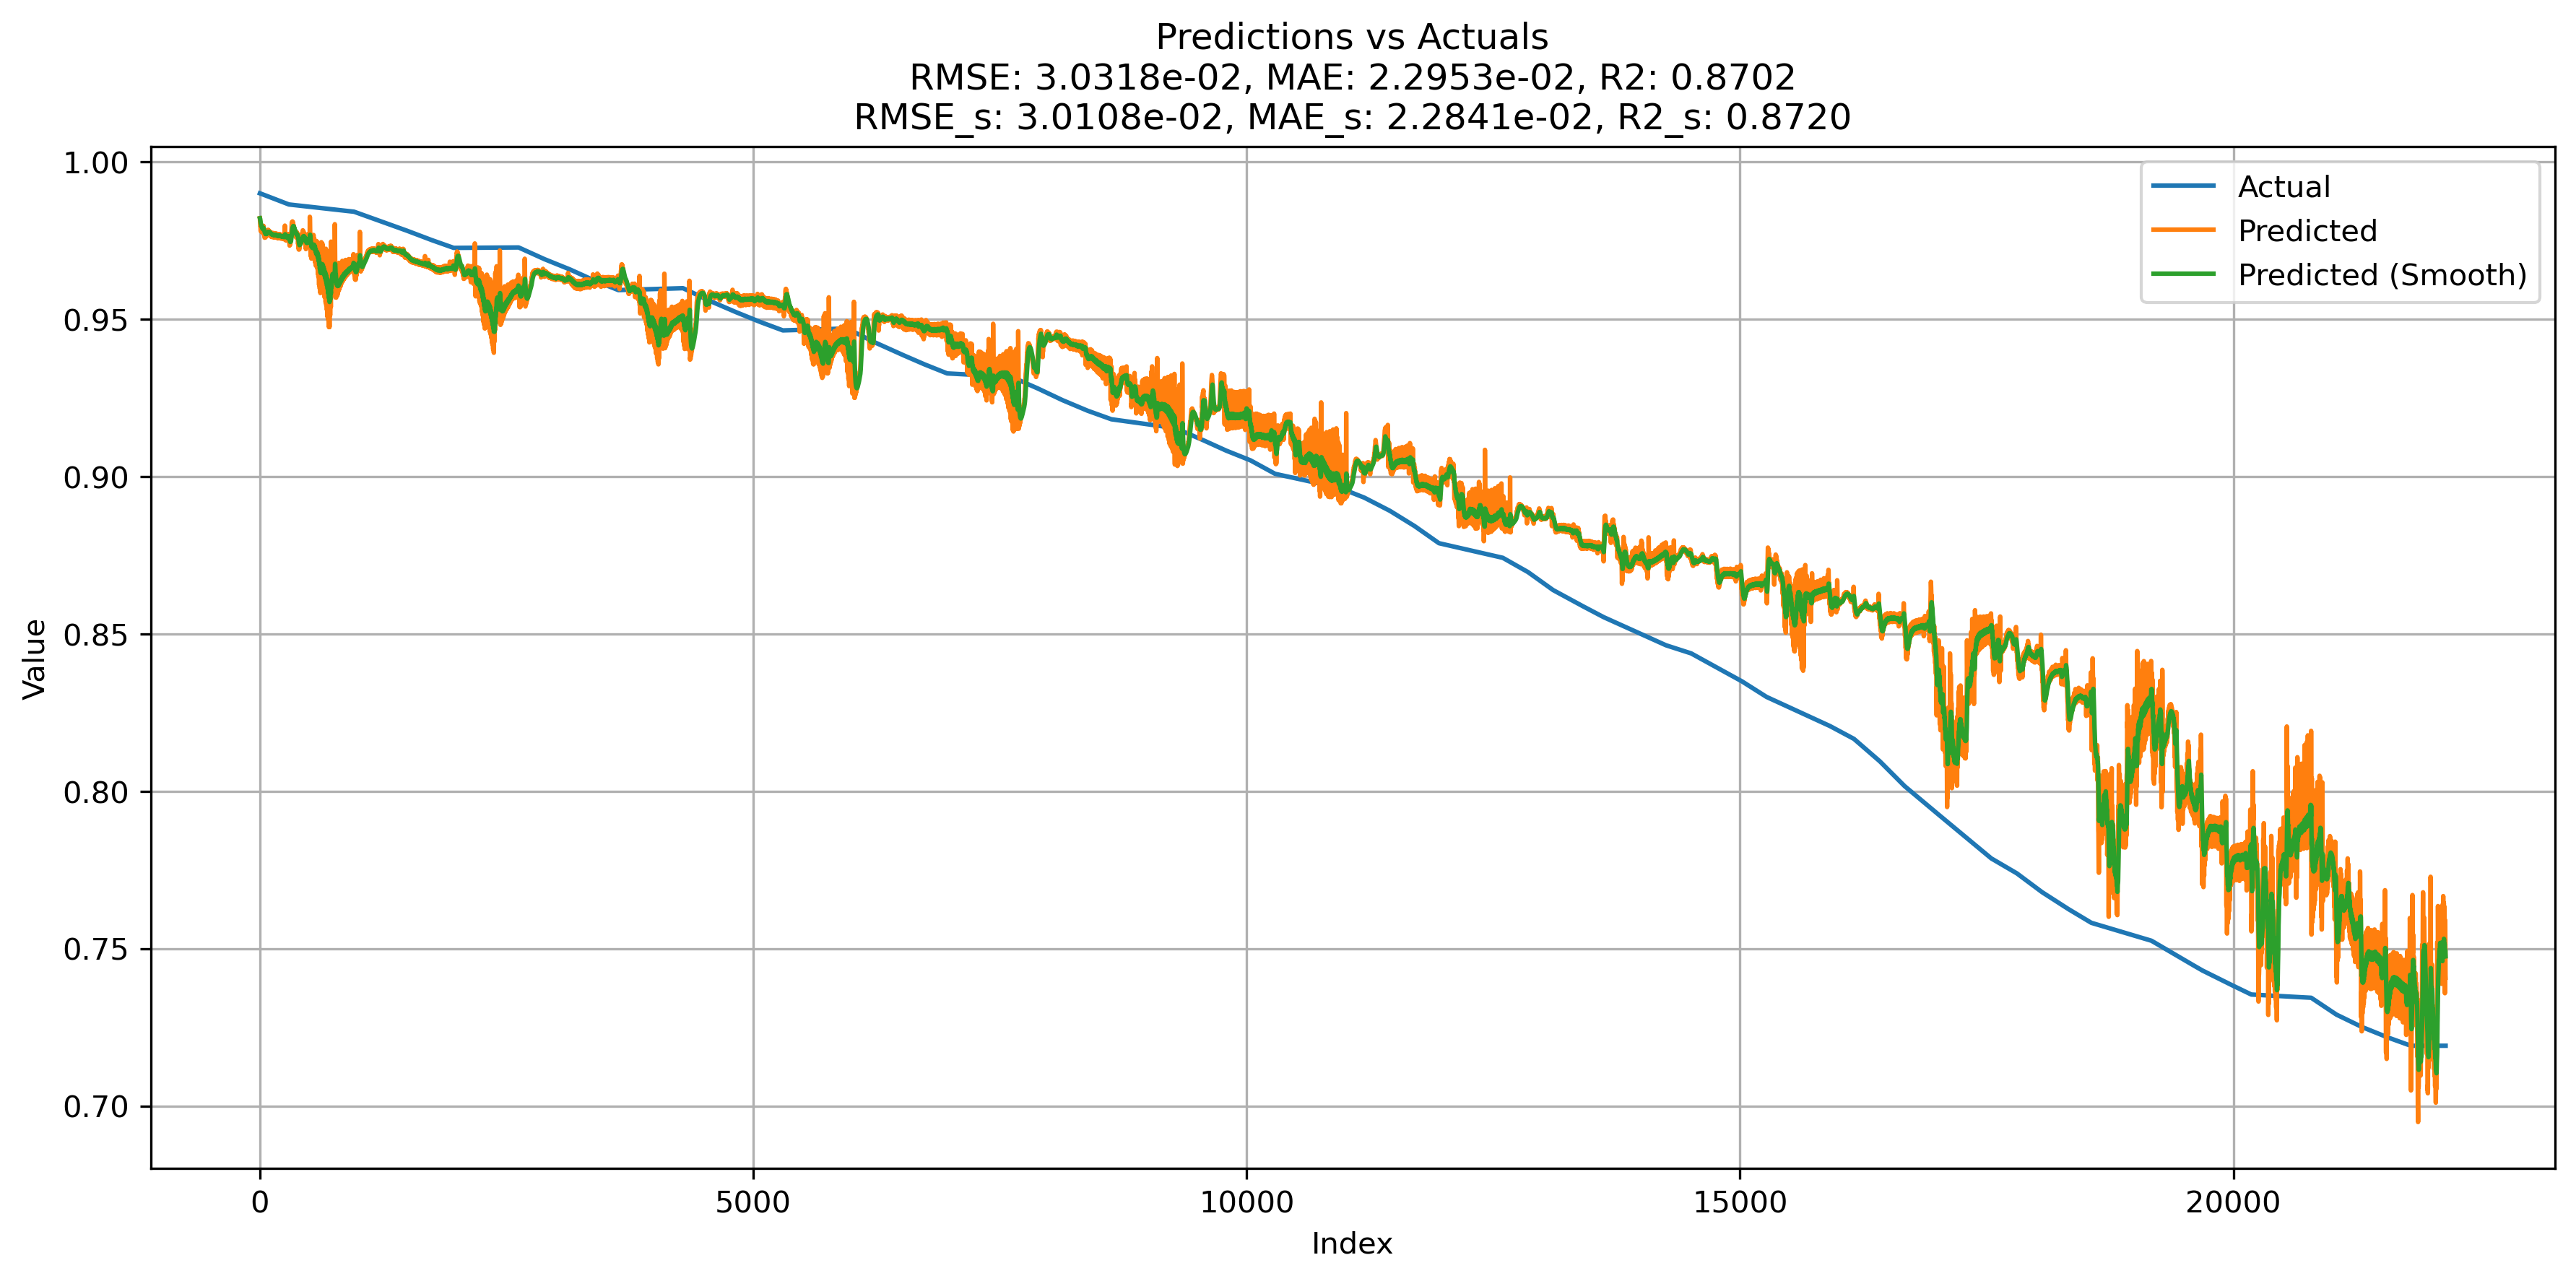 Predictions vs Actuals
RMSE: 3.0318e-02, MAE: 2.2953e-02, R2: 0.8702
RMSE_s: 3.0108e-02, MAE_s: 2.2841e-02, R2_s: 0.8720
Actual
Predicted
Predicted (Smooth)
Value
1.00
0.95
0.90
0.85
0.80
0.75
0.70
0
5000
10000
15000
20000
Index